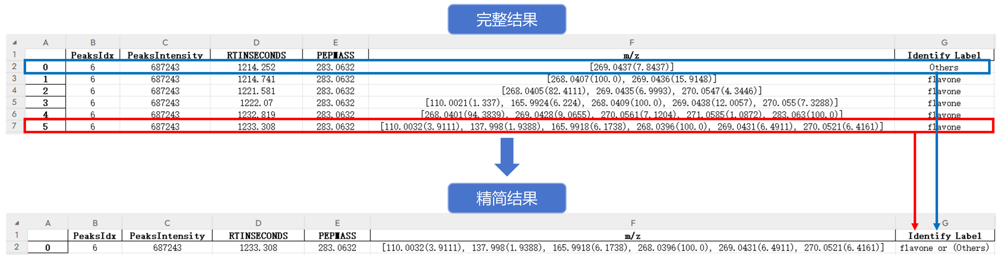 完整结果
A B C D E F G
1 PeaksIdx PeaksIntensity RTINSECONDS PEPMASS m/z Identify Label
2 0 6 687243 1214.252 283.0632 [269.0437(7.8437)] Others
3 1 6 687243 1214.741 283.0632 [268.0407(100.0), 269.0436(15.9148)] flavone
4 2 6 687243 1221.581 283.0632 [268.0405(82.4111), 269.0435(6.9993), 270.0547(4.3446)] flavone
5 3 6 687243 1222.07 283.0632 [110.0021(1.337), 165.9924(6.224), 268.0409(100.0), 269.0438(12.0057), 270.055(7.3288)] flavone
6 4 6 687243 1232.819 283.0632 [268.0401(94.3839), 269.0428(9.0655), 270.0561(7.1204), 271.0585(1.0872), 283.063(100.0)] flavone
7 5 6 687243 1233.308 283.0632 [110.0032(3.9111), 137.998(1.9388), 165.9918(6.1738), 268.0396(100.0), 269.0431(6.4911), 270.0521(6.4161)] flavone
精简结果
A B C D E F G
1 PeaksIdx PeaksIntensity RTINSECONDS PEPMASS m/z Identify Label
2 0 6 687243 1233.308 283.0632 [110.0032(3.9111), 137.998(1.9388), 165.9918(6.1738), 268.0396(100.0), 269.0431(6.4911), 270.0521(6.4161)] flavone or (Others)